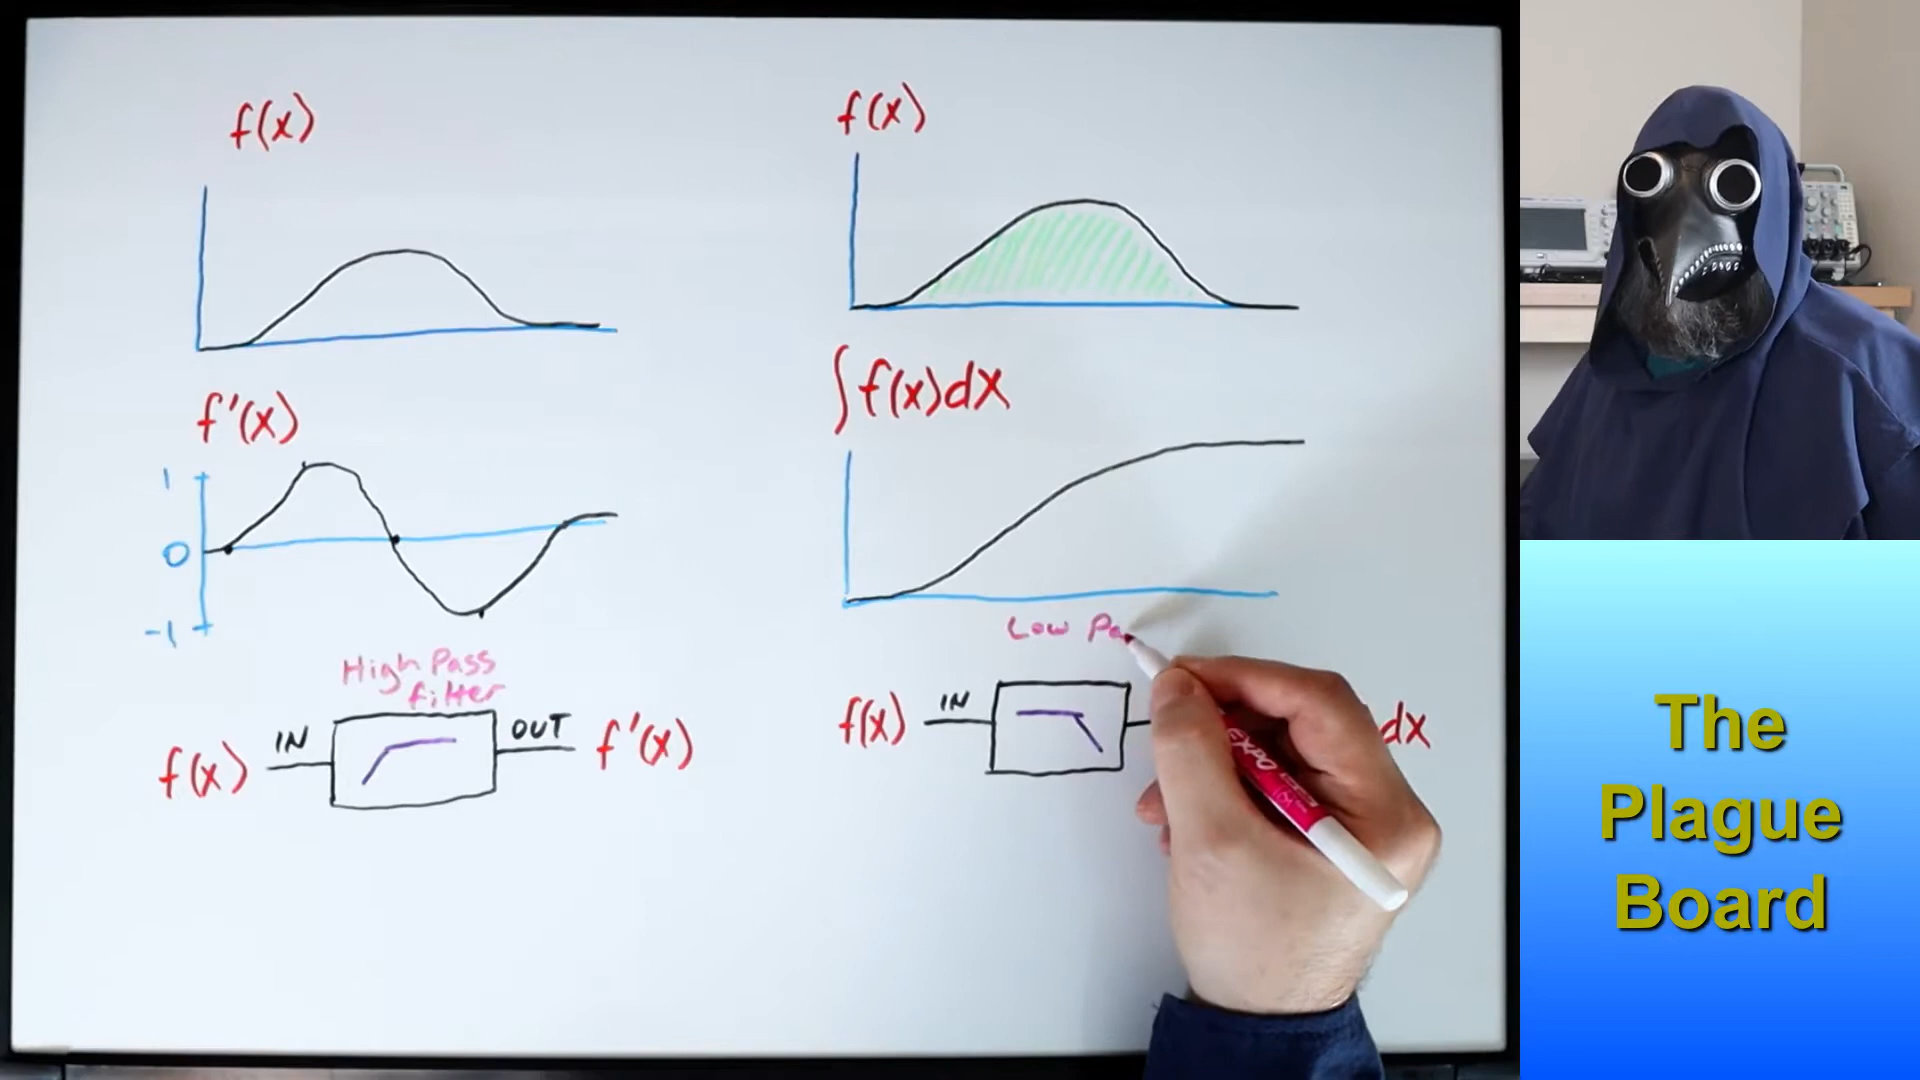 f(x)
f'(x)
1
0
-1
High Pass
filter
f(x) IN OUT f'(x)
f(x)
∫f(x)dx
Low Pa
f(x) IN dx
EXPO
The
Plague
Board